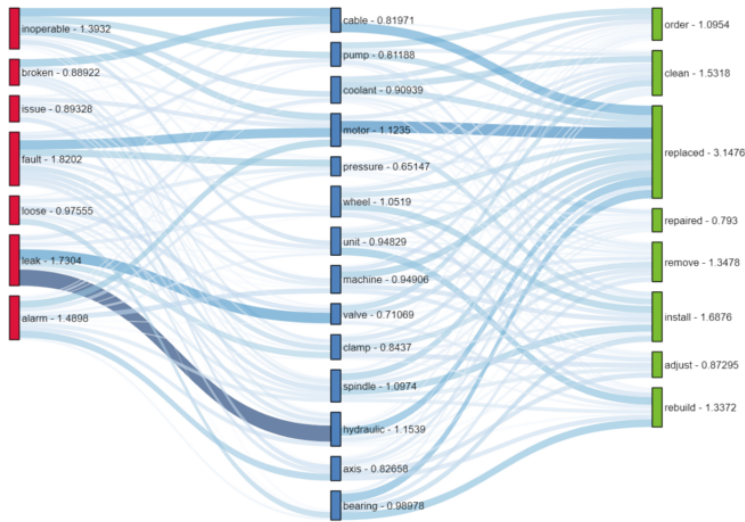 inoperable - 1.3932
broken - 0.88922
issue - 0.89328
fault - 1.8202
loose - 0.97555
leak - 1.7304
alarm - 1.4898
cable - 0.81971
pump - 0.81188
coolant - 0.90939
motor - 1.1235
pressure - 0.65147
wheel - 1.0519
unit - 0.94829
machine - 0.94906
valve - 0.71069
clamp - 0.8437
spindle - 1.0974
hydraulic - 1.1539
axis - 0.82658
bearing - 0.98978
order - 1.0954
clean - 1.5318
replaced - 3.1476
repaired - 0.793
remove - 1.3478
install - 1.6876
adjust - 0.87295
rebuild - 1.3372